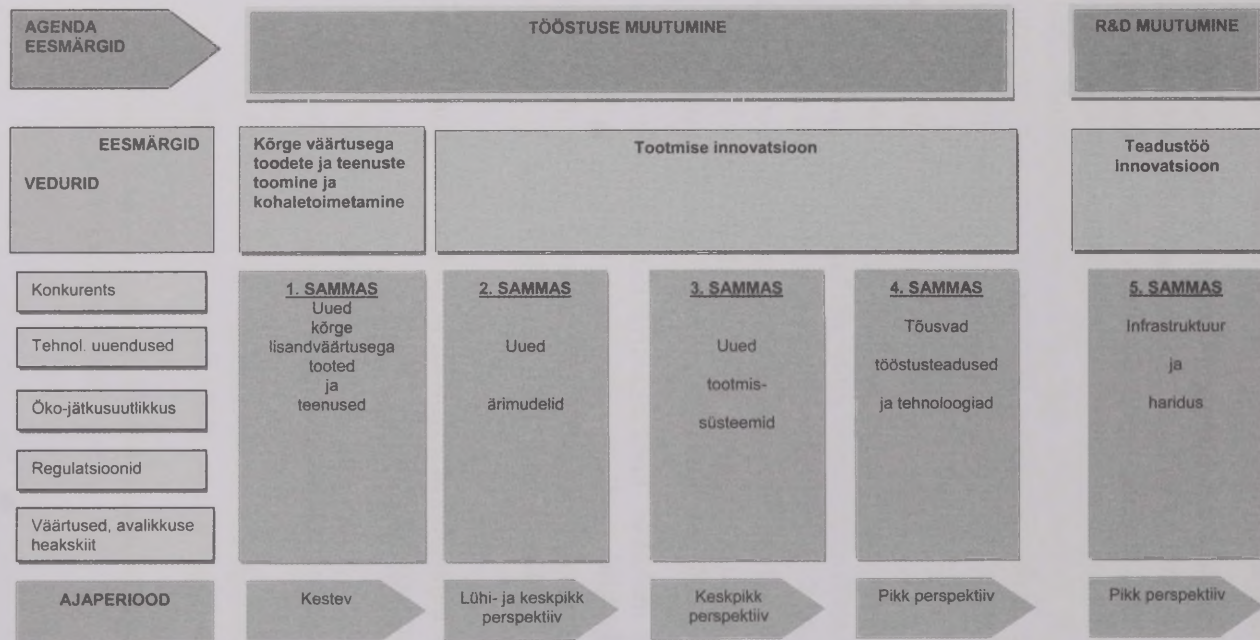 AGENDA
EESMÄRGID
TÖÖSTUSE MUUTUMINE
R&D MUUTUMINE
EESMÄRGID
VEDURID
Kõrge väärtusega
toodete ja teenuste
toomine ja
kohaletoimetamine
Tootmise innovatsioon
Teadustöö
innovatsioon
Konkurents
Tehnol. uuendused
Öko-jätkusuutlikkus
Regulatsioonid
Väärtused, avalikkuse
heakskiit
1. SAMMAS
Uued
kõrge
lisandväärtusega
tooted
ja
teenused
2. SAMMAS
Uued
ärimudelid
3. SAMMAS
Uued
tootmis-
süsteemid
4. SAMMAS
Tõusvad
tööstusteadused
ja tehnoloogiad
5. SAMMAS
Infrastruktuur
ja
haridus
AJAPERIOOD
Kestev
Lühi- ja keskpikk
perspektiiv
Keskpikk
perspektiiv
Pikk perspektiiv
Pikk perspektiiv